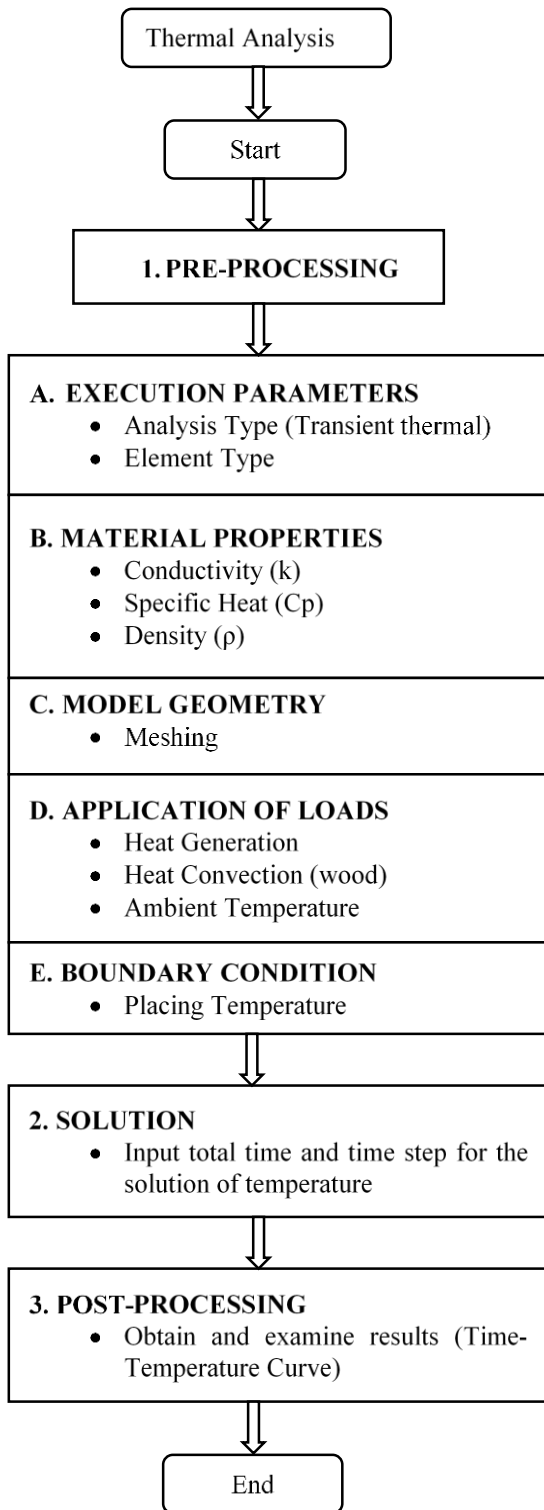 Thermal Analysis
Start
1. PRE-PROCESSING
A. EXECUTION PARAMETERS
• Analysis Type (Transient thermal)
• Element Type
B. MATERIAL PROPERTIES
• Conductivity (k)
• Specific Heat (Cp)
• Density (ρ)
C. MODEL GEOMETRY
• Meshing
D. APPLICATION OF LOADS
• Heat Generation
• Heat Convection (wood)
• Ambient Temperature
E. BOUNDARY CONDITION
• Placing Temperature
2. SOLUTION
• Input total time and time step for the
solution of temperature
3. POST-PROCESSING
• Obtain and examine results (Time-
Temperature Curve)
End